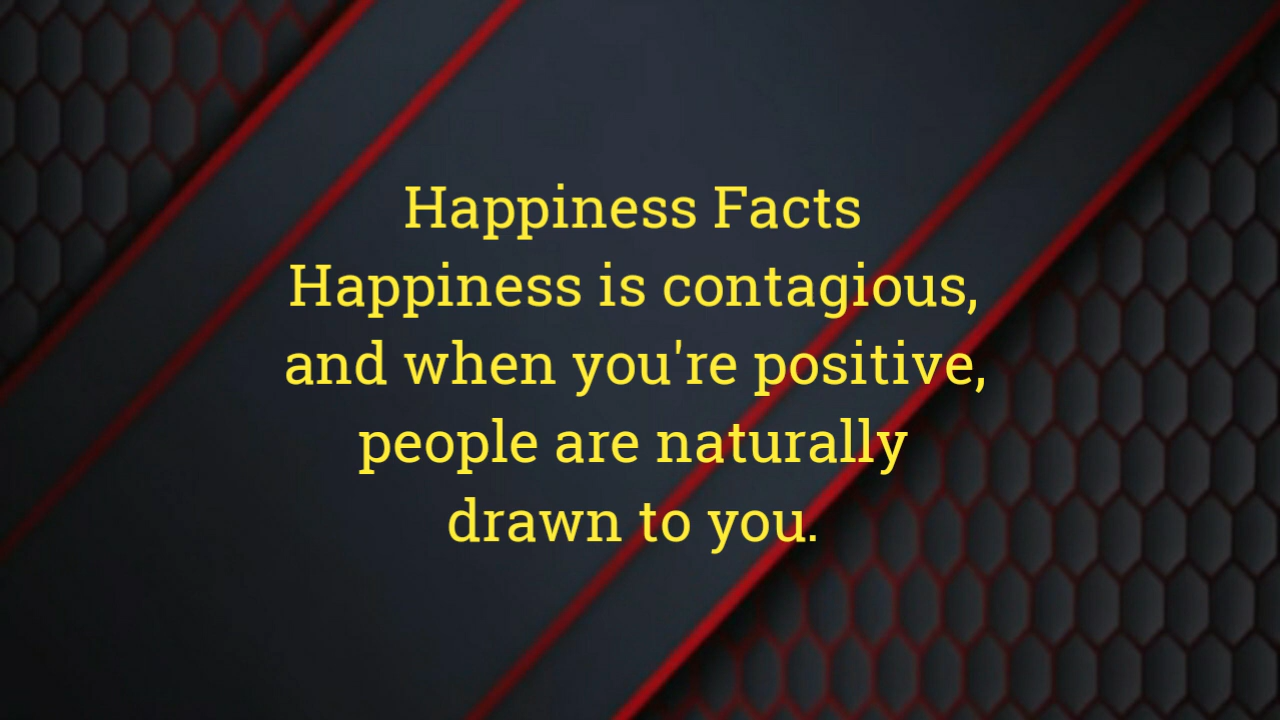 Happiness Facts
Happiness is contagious,
and when you're positive,
people are naturally
drawn to you.